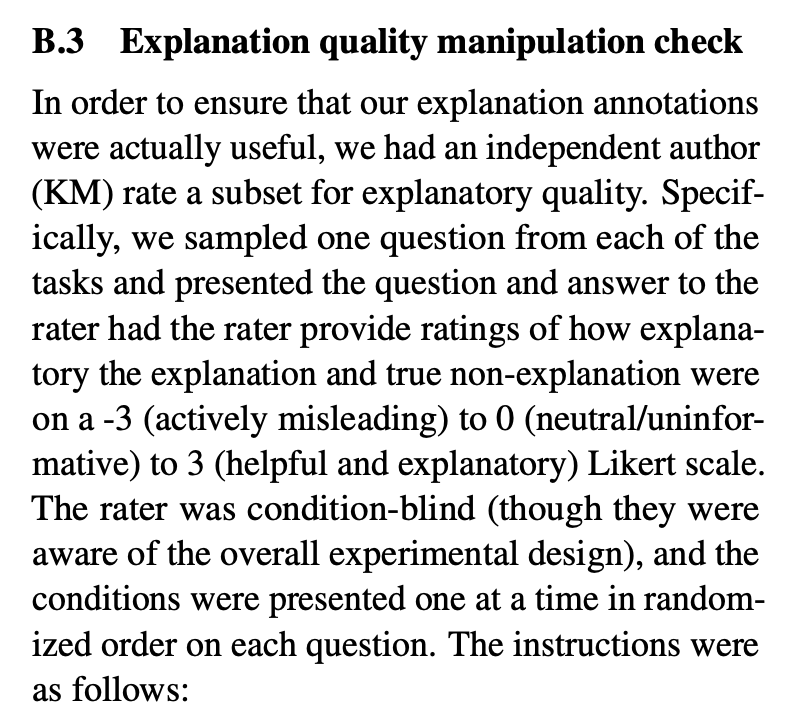 B.3 Explanation quality manipulation check
In order to ensure that our explanation annotations
were actually useful, we had an independent author
(KM) rate a subset for explanatory quality. Specif-
ically, we sampled one question from each of the
tasks and presented the question and answer to the
rater had the rater provide ratings of how explana-
tory the explanation and true non-explanation were
on a -3 (actively misleading) to 0 (neutral/uninfor-
mative) to 3 (helpful and explanatory) Likert scale.
The rater was condition-blind (though they were
aware of the overall experimental design), and the
conditions were presented one at a time in random-
ized order on each question. The instructions were
as follows: